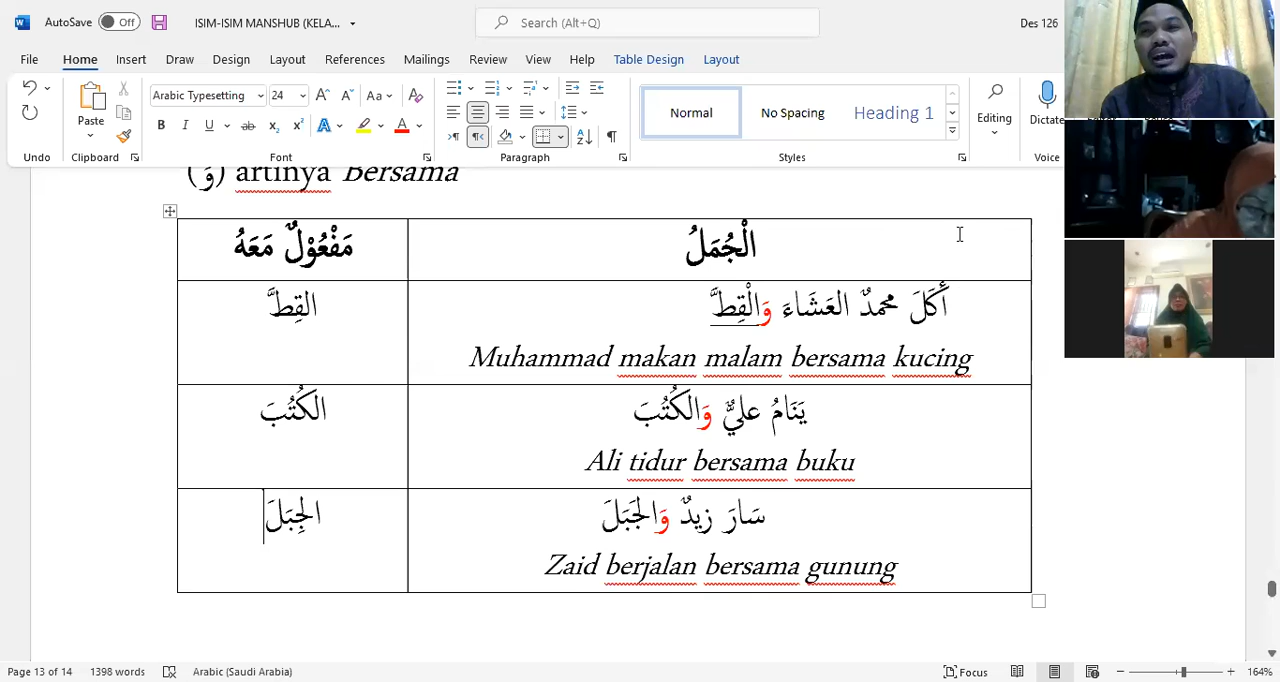 AutoSave Off ISIM-ISIM MANSHUB (KELA... Search (Alt+Q) Des 126
File Home Insert Draw Design Layout References Mailings Review View Help Table Design Layout
Paste Arabic Typesetting 24 Aa Normal No Spacing Heading 1 Editing Dictate
Undo Clipboard Font Paragraph Styles Voice
(وَ) artinya Bersama
الْجُمَلُ مَفْعُوْلٌ مَعَهُ
أَكَلَ محمدٌ العَشَاءَ وَالْقِطَّ القِطَّ
Muhammad makan malam bersama kucing
يَنَامُ عليٌّ وَالكُتُبَ الكُتُبَ
Ali tidur bersama buku
سَارَ زيدٌ وَالجَبَلَ الجِبَلَ
Zaid berjalan bersama gunung
Page 13 of 14 1398 words Arabic (Saudi Arabia) Focus 164%